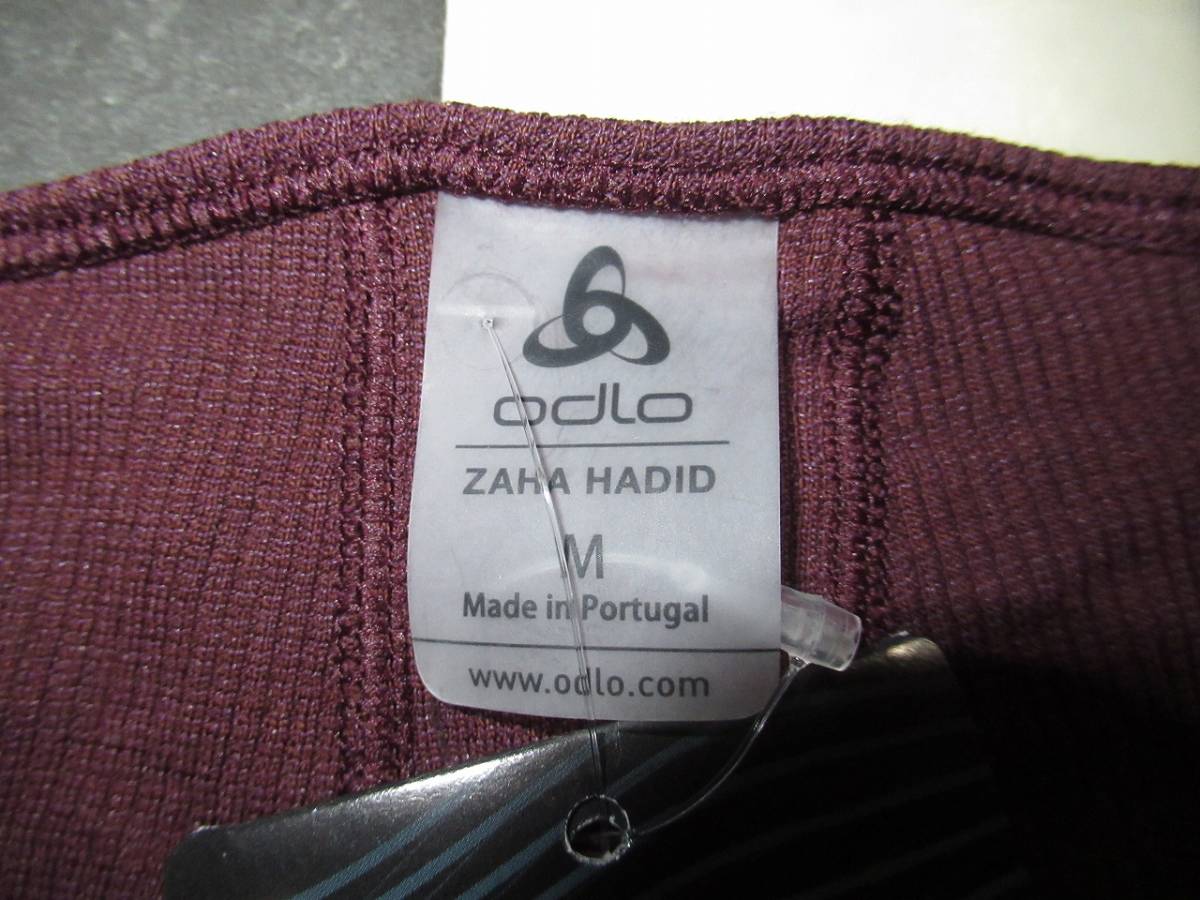 odlo
ZAHA HADID
M
Made in Portugal
www.odlo.com